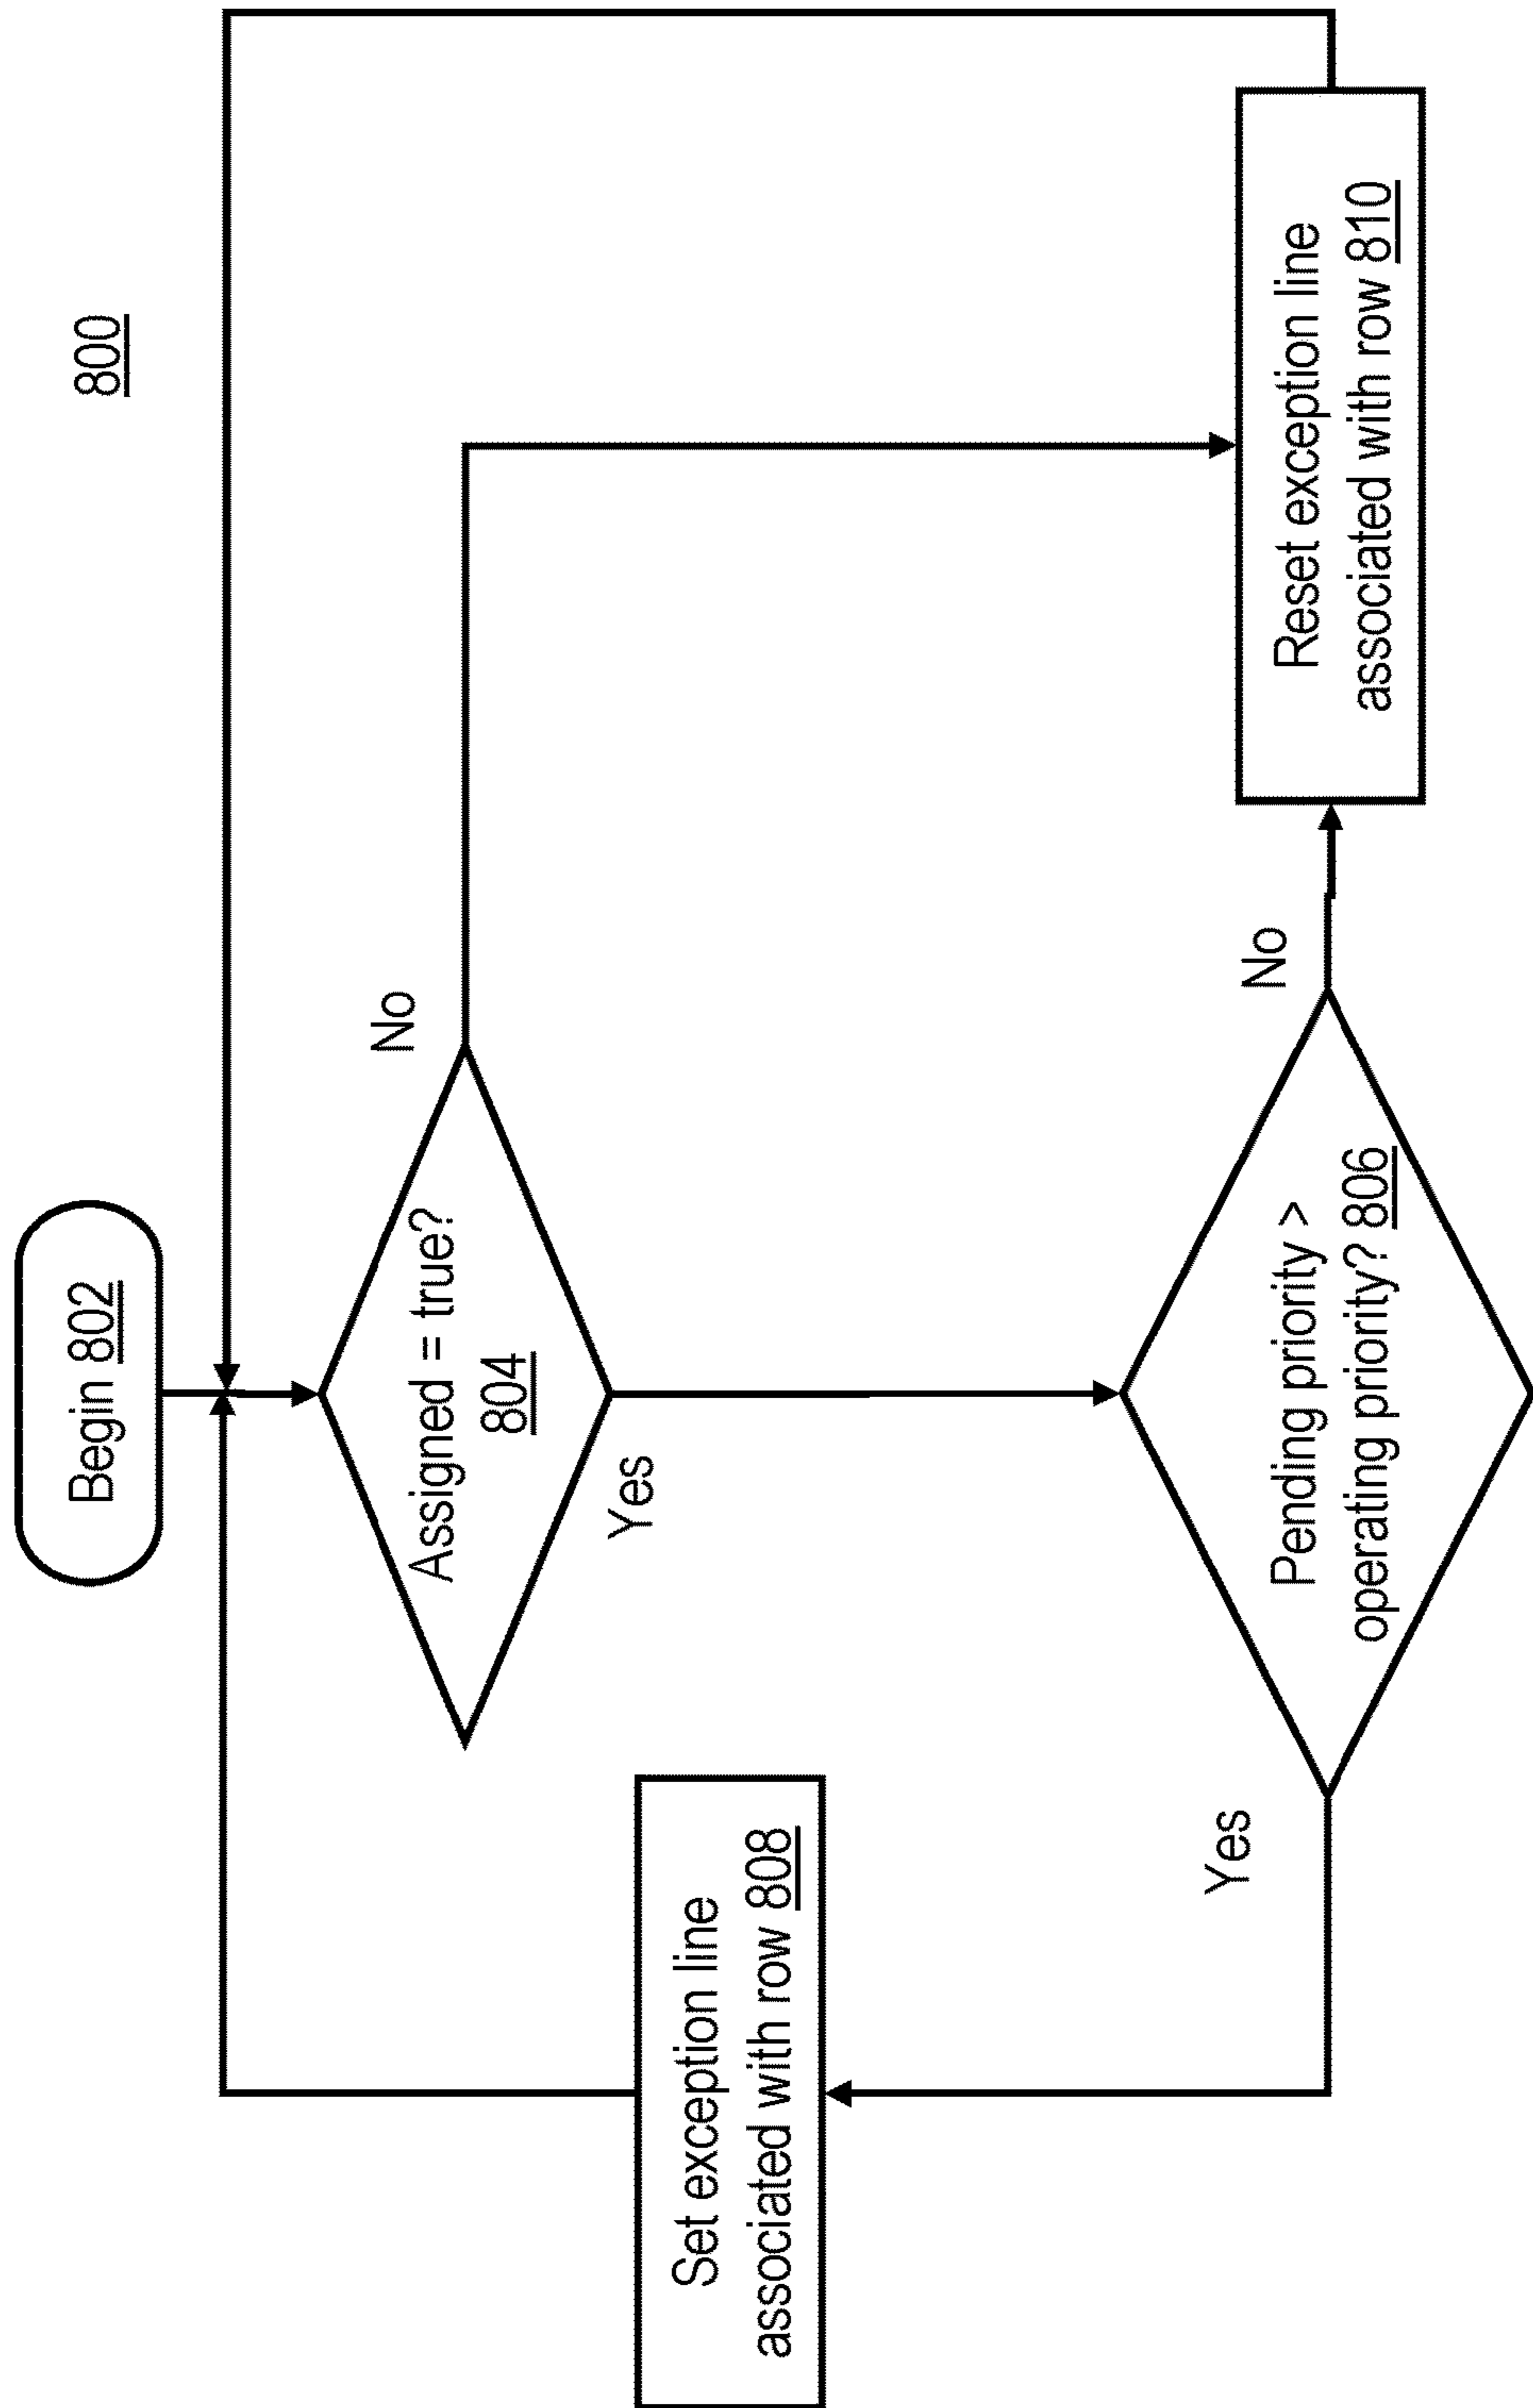 800
Begin 802
Assigned = true?
804
No
Yes
Set exception line
associated with row 808
Pending priority >
operating priority? 806
Yes
No
Reset exception line
associated with row 810